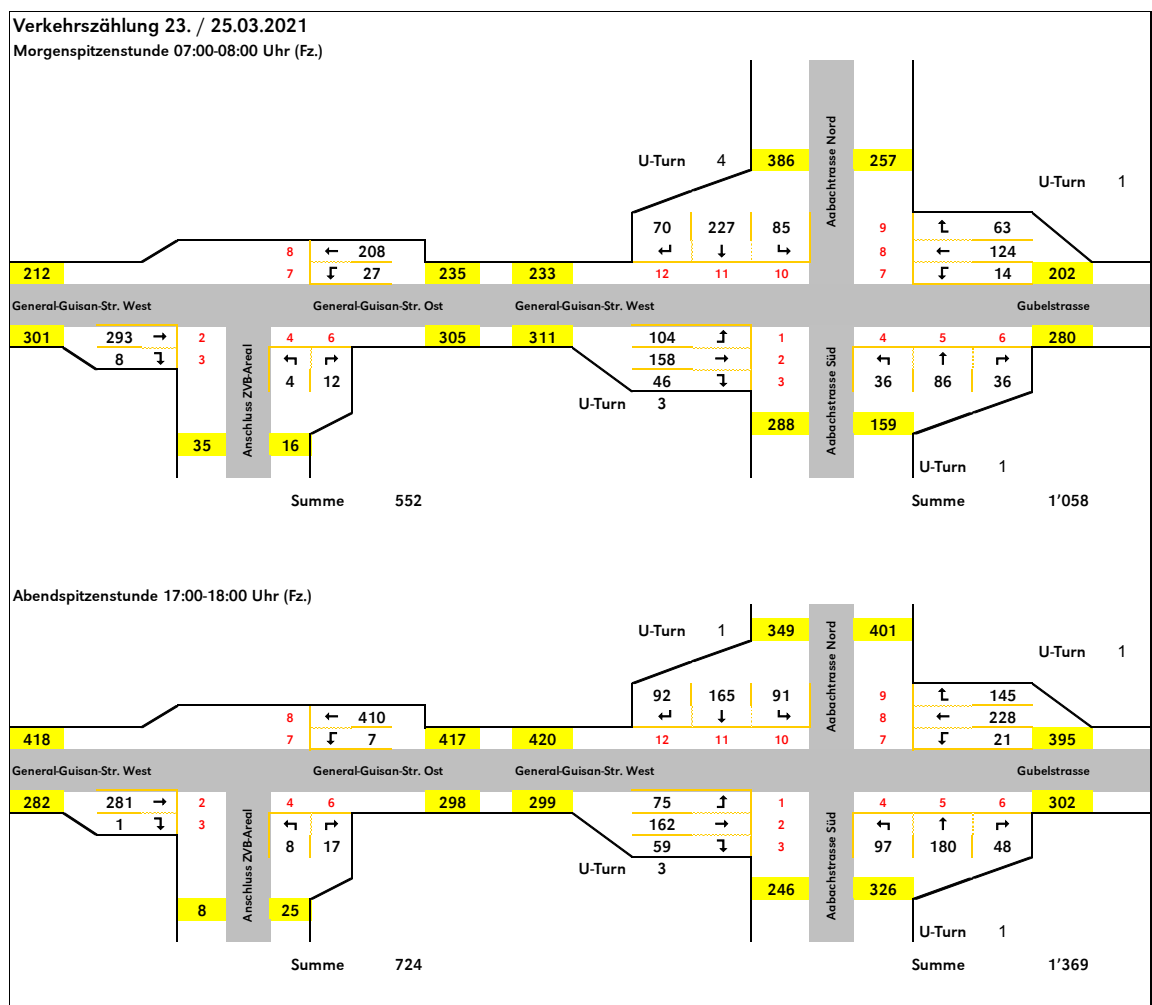 Verkehrszählung 23. / 25.03.2021
Morgenspitzenstunde 07:00-08:00 Uhr (Fz.)
Aabachtrasse Nord
U-Turn 4 386 257
U-Turn 1
70 227 85 9 63
8 208 8 124
12 11 10
7 27 7 14
212 235 233 202
General-Guisan-Str. West General-Guisan-Str. Ost General-Guisan-Str. West Gubelstrasse
301 293 2 4 6 305 311 104 1 4 5 6 280
8 3 158 2
4 12 46 3 36 86 36
U-Turn 3
Anschluss ZVB-Areal Aabachstrasse Süd
288 159
35 16
U-Turn 1
Summe 552 Summe 1'058
Abendspitzenstunde 17:00-18:00 Uhr (Fz.)
Aabachtrasse Nord
U-Turn 1 349 401
U-Turn 1
92 165 91 9 145
8 410 8 228
12 11 10
7 7 7 21
418 417 420 395
General-Guisan-Str. West General-Guisan-Str. Ost General-Guisan-Str. West Gubelstrasse
282 281 2 4 6 298 299 75 1 4 5 6 302
1 3 162 2
8 17 59 3 97 180 48
U-Turn 3
Anschluss ZVB-Areal Aabachstrasse Süd
246 326
8 25
U-Turn 1
Summe 724 Summe 1'369